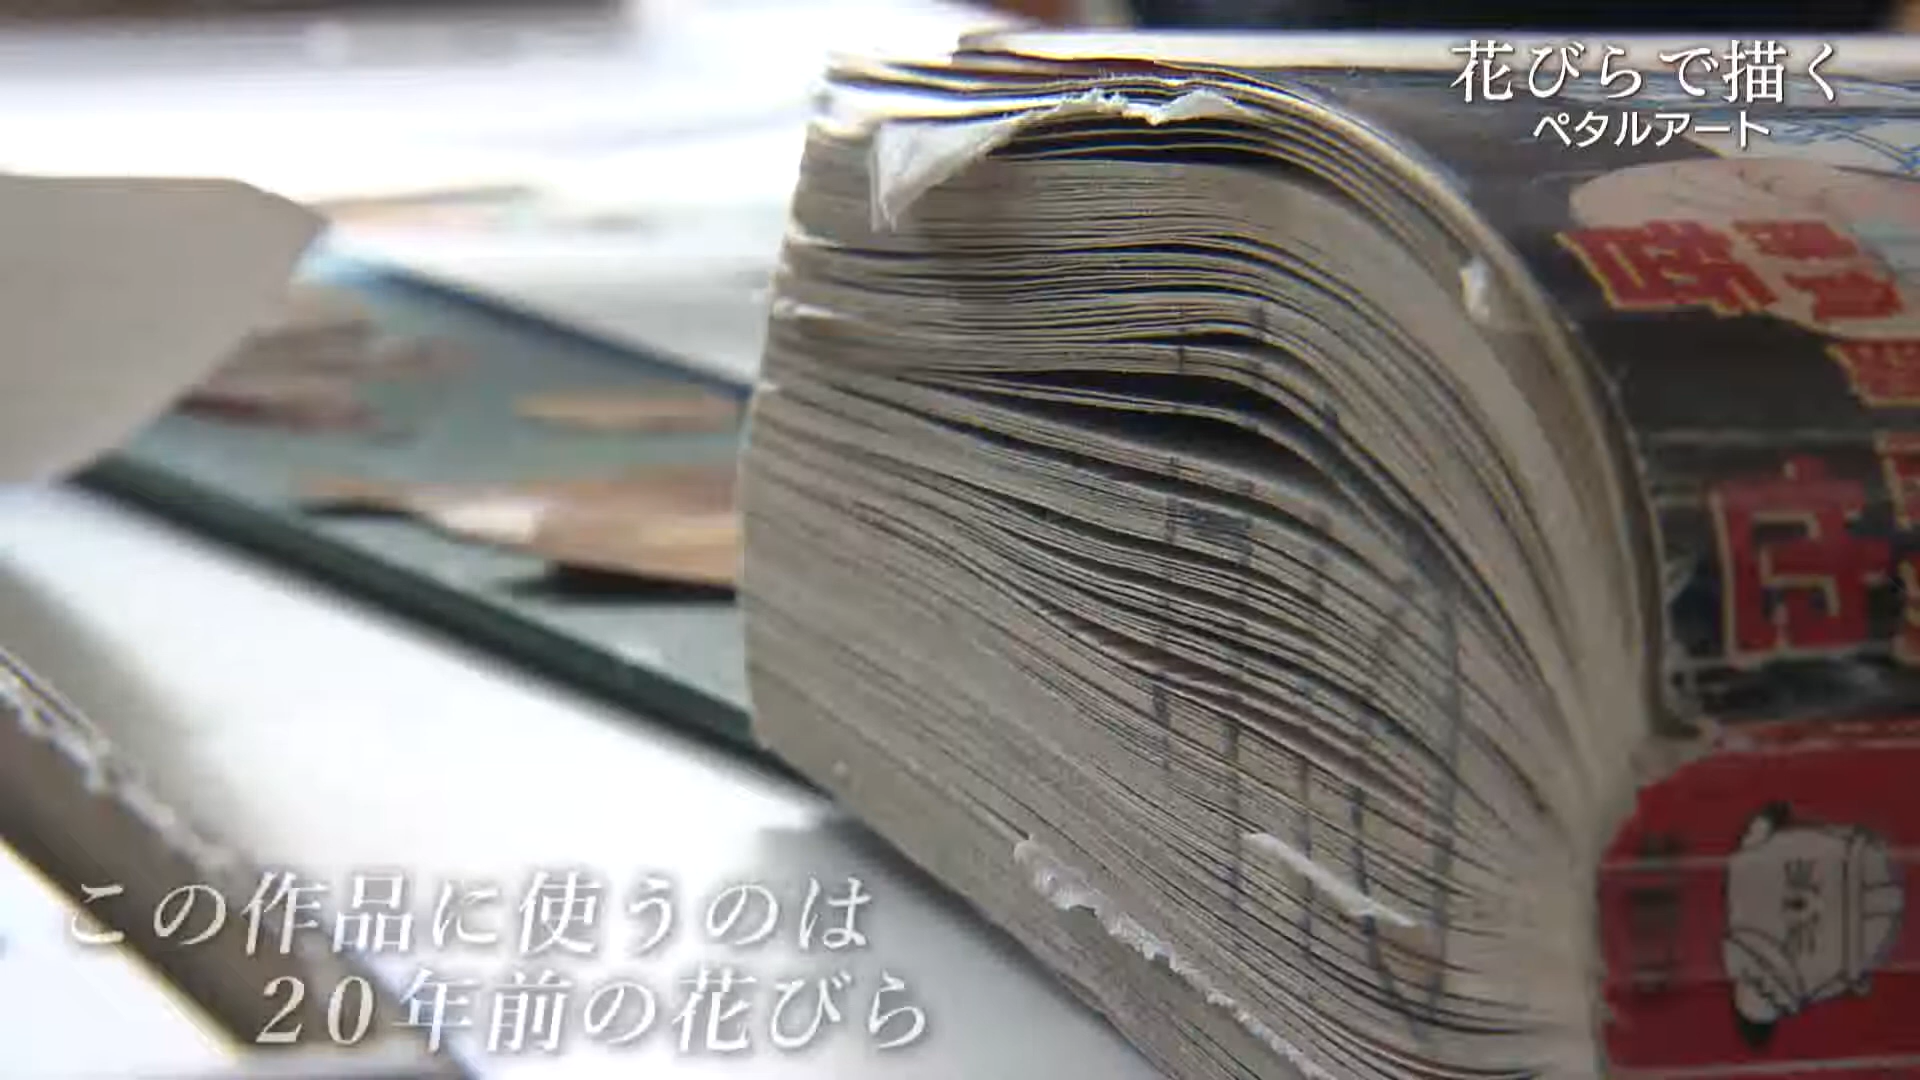 花びらで描く
ペタルアート
この作品に使うのは
20年前の花びら